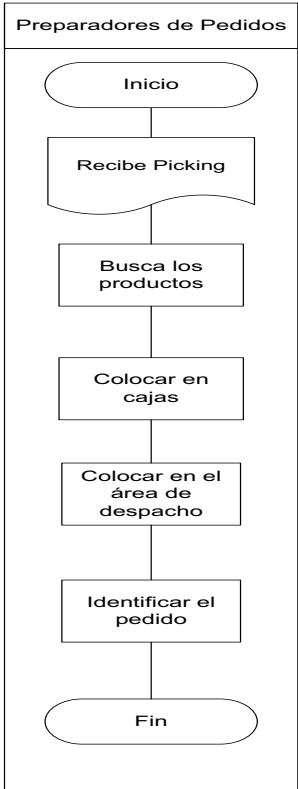 Preparadores de Pedidos
Inicio
Recibe Picking
Busca los
productos
Colocar en
cajas
Colocar en el
área de
despacho
Identificar el
pedido
Fin